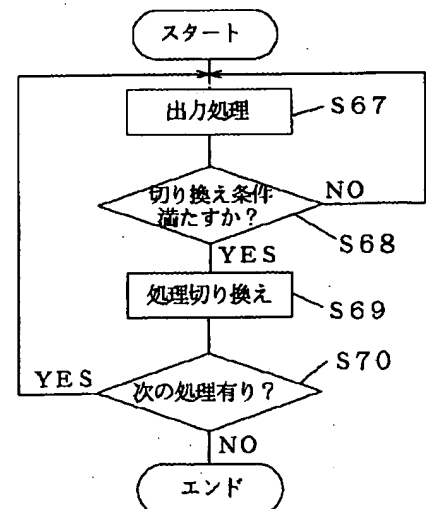 スタート
出力処理
S67
切り換え条件
満たすか?
NO
S68
YES
処理切り換え
S69
S70
YES
次の処理有り?
NO
エンド